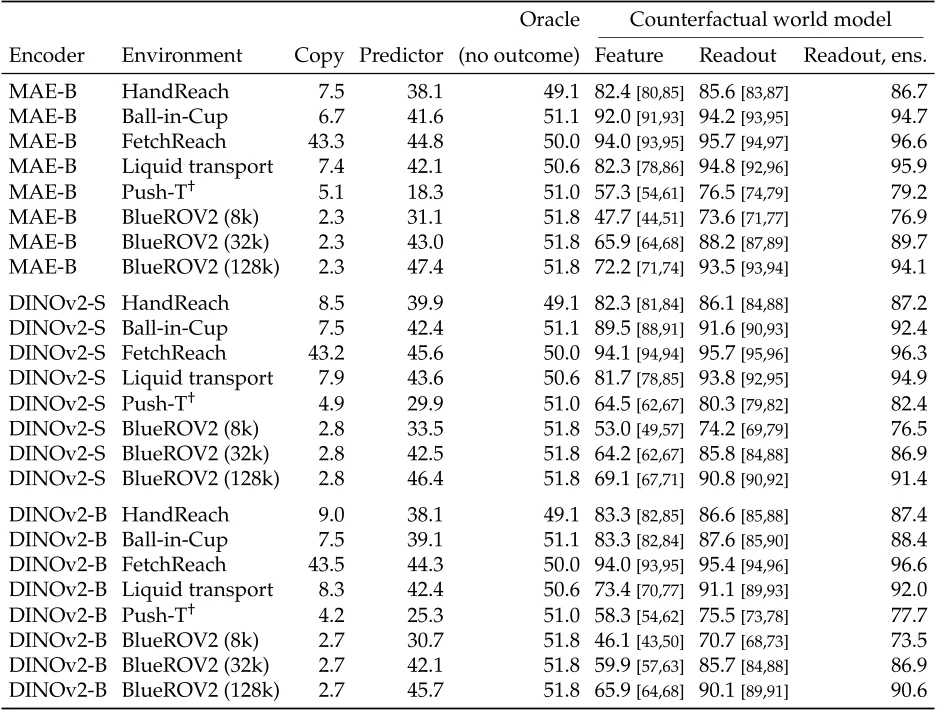 Oracle Counterfactual world model
Encoder Environment Copy Predictor (no outcome) Feature Readout Readout, ens.
MAE-B HandReach 7.5 38.1 49.1 82.4 [80,85] 85.6 [83,87] 86.7
MAE-B Ball-in-Cup 6.7 41.6 51.1 92.0 [91,93] 94.2 [93,95] 94.7
MAE-B FetchReach 43.3 44.8 50.0 94.0 [93,95] 95.7 [94,97] 96.6
MAE-B Liquid transport 7.4 42.1 50.6 82.3 [78,86] 94.8 [92,96] 95.9
MAE-B Push-T† 5.1 18.3 51.0 57.3 [54,61] 76.5 [74,79] 79.2
MAE-B BlueROV2 (8k) 2.3 31.1 51.8 47.7 [44,51] 73.6 [71,77] 76.9
MAE-B BlueROV2 (32k) 2.3 43.0 51.8 65.9 [64,68] 88.2 [87,89] 89.7
MAE-B BlueROV2 (128k) 2.3 47.4 51.8 72.2 [71,74] 93.5 [93,94] 94.1
DINOv2-S HandReach 8.5 39.9 49.1 82.3 [81,84] 86.1 [84,88] 87.2
DINOv2-S Ball-in-Cup 7.5 42.4 51.1 89.5 [88,91] 91.6 [90,93] 92.4
DINOv2-S FetchReach 43.2 45.6 50.0 94.1 [94,94] 95.7 [95,96] 96.3
DINOv2-S Liquid transport 7.9 43.6 50.6 81.7 [78,85] 93.8 [92,95] 94.9
DINOv2-S Push-T† 4.9 29.9 51.0 64.5 [62,67] 80.3 [79,82] 82.4
DINOv2-S BlueROV2 (8k) 2.8 33.5 51.8 53.0 [49,57] 74.2 [69,79] 76.5
DINOv2-S BlueROV2 (32k) 2.8 42.5 51.8 64.2 [62,67] 85.8 [84,88] 86.9
DINOv2-S BlueROV2 (128k) 2.8 46.4 51.8 69.1 [67,71] 90.8 [90,92] 91.4
DINOv2-B HandReach 9.0 38.1 49.1 83.3 [82,85] 86.6 [85,88] 87.4
DINOv2-B Ball-in-Cup 7.5 39.1 51.1 83.3 [82,84] 87.6 [85,90] 88.4
DINOv2-B FetchReach 43.5 44.3 50.0 94.0 [93,95] 95.4 [94,96] 96.6
DINOv2-B Liquid transport 8.3 42.4 50.6 73.4 [70,77] 91.1 [89,93] 92.0
DINOv2-B Push-T† 4.2 25.3 51.0 58.3 [54,62] 75.5 [73,78] 77.7
DINOv2-B BlueROV2 (8k) 2.7 30.7 51.8 46.1 [43,50] 70.7 [68,73] 73.5
DINOv2-B BlueROV2 (32k) 2.7 42.1 51.8 59.9 [57,63] 85.7 [84,88] 86.9
DINOv2-B BlueROV2 (128k) 2.7 45.7 51.8 65.9 [64,68] 90.1 [89,91] 90.6